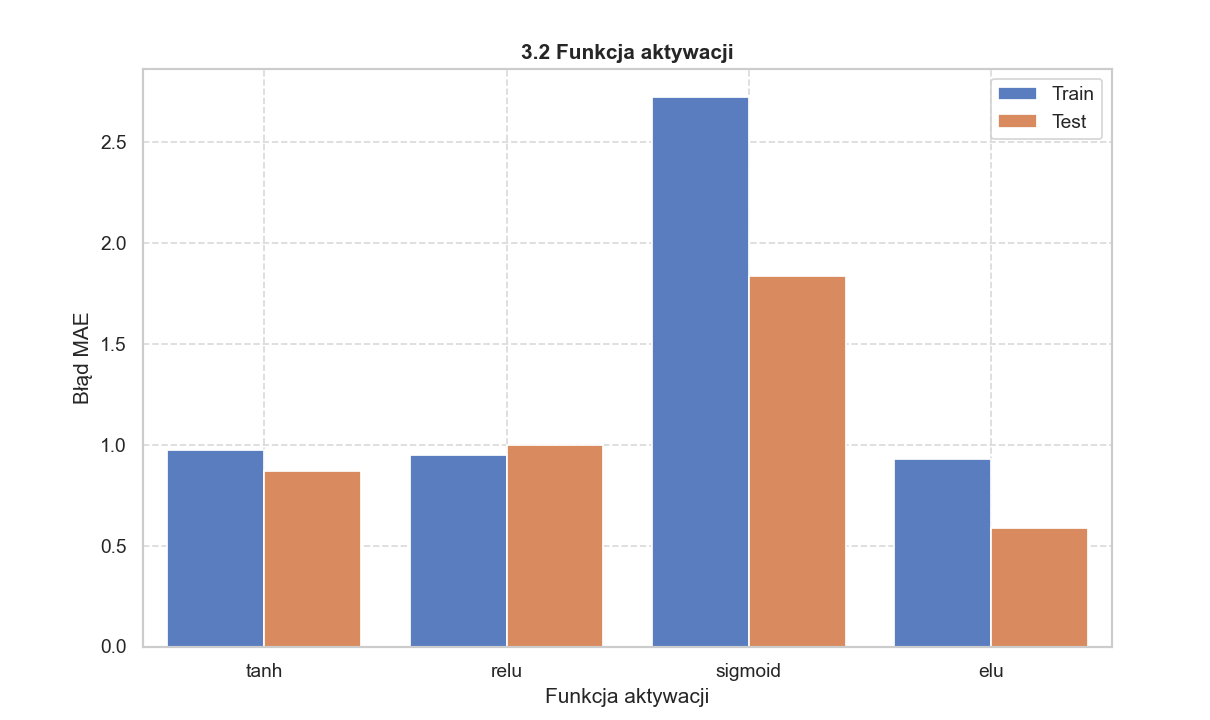 3.2 Funkcja aktywacji
Train
Test
Błąd MAE
2.5
2.0
1.5
1.0
0.5
0.0
tanh relu sigmoid elu
Funkcja aktywacji